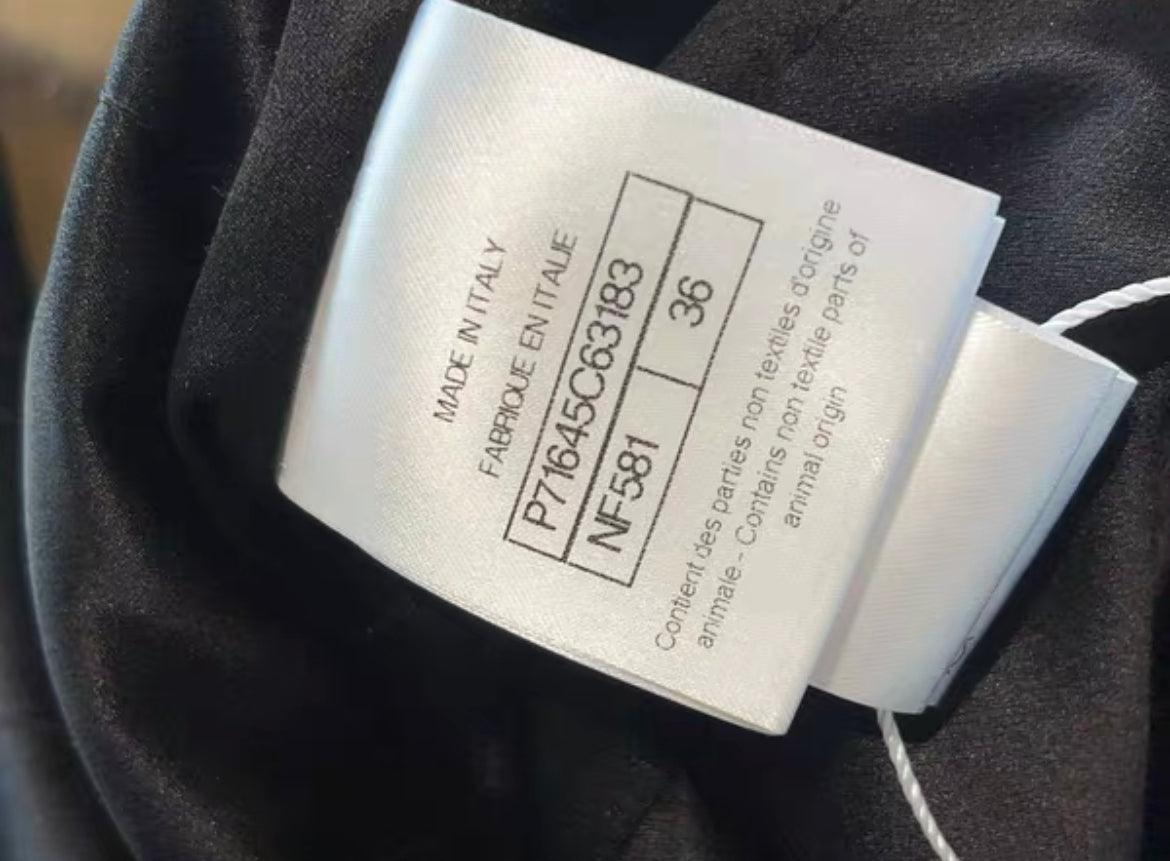 MADE IN ITALY
FABRIQUE EN ITALIE
P71645C63183
NF581 36
Contient des parties non textiles d'origine
animale - Contains non textile parts of
animal origin